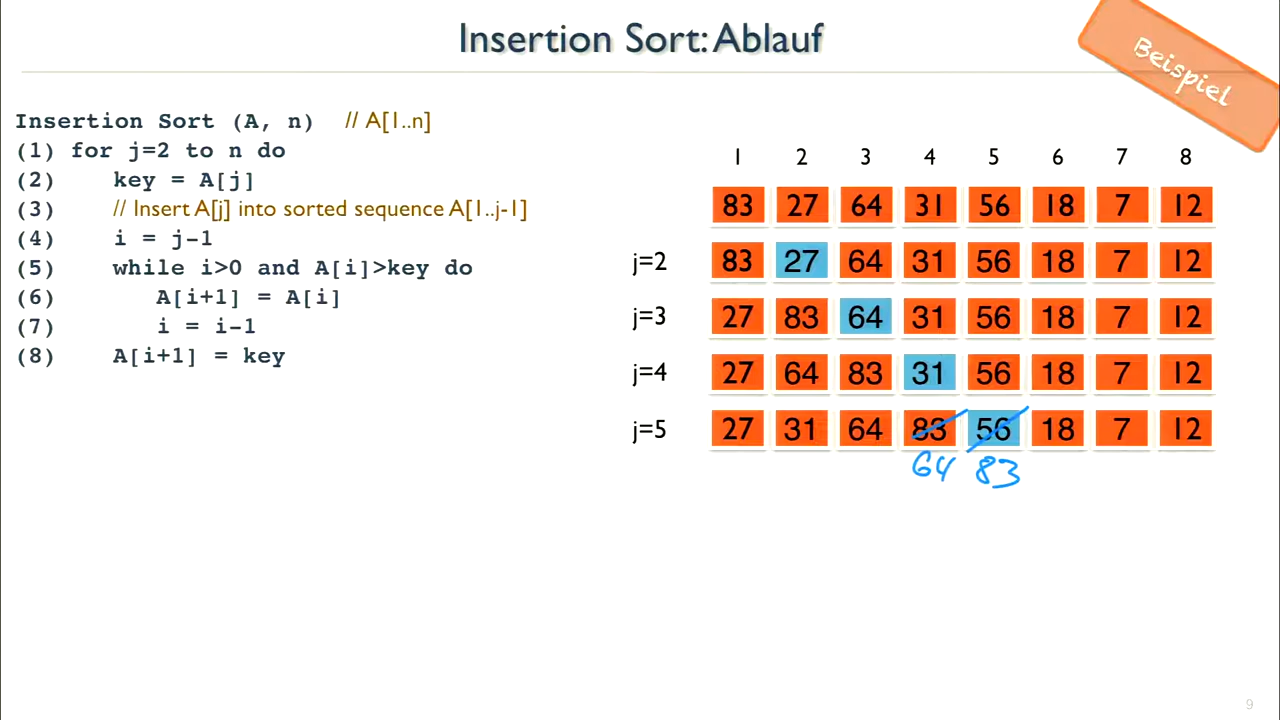 Insertion Sort: Ablauf
Beispiel
Insertion Sort (A, n) // A[1..n]
(1) for j=2 to n do
(2) key = A[j]
(3) // Insert A[j] into sorted sequence A[1..j-1]
(4) i = j-1
(5) while i>0 and A[i]>key do
(6) A[i+1] = A[i]
(7) i = i-1
(8) A[i+1] = key
1 2 3 4 5 6 7 8
83 27 64 31 56 18 7 12
j=2 83 27 64 31 56 18 7 12
j=3 27 83 64 31 56 18 7 12
j=4 27 64 83 31 56 18 7 12
j=5 27 31 64 83 56 18 7 12
64 83
9